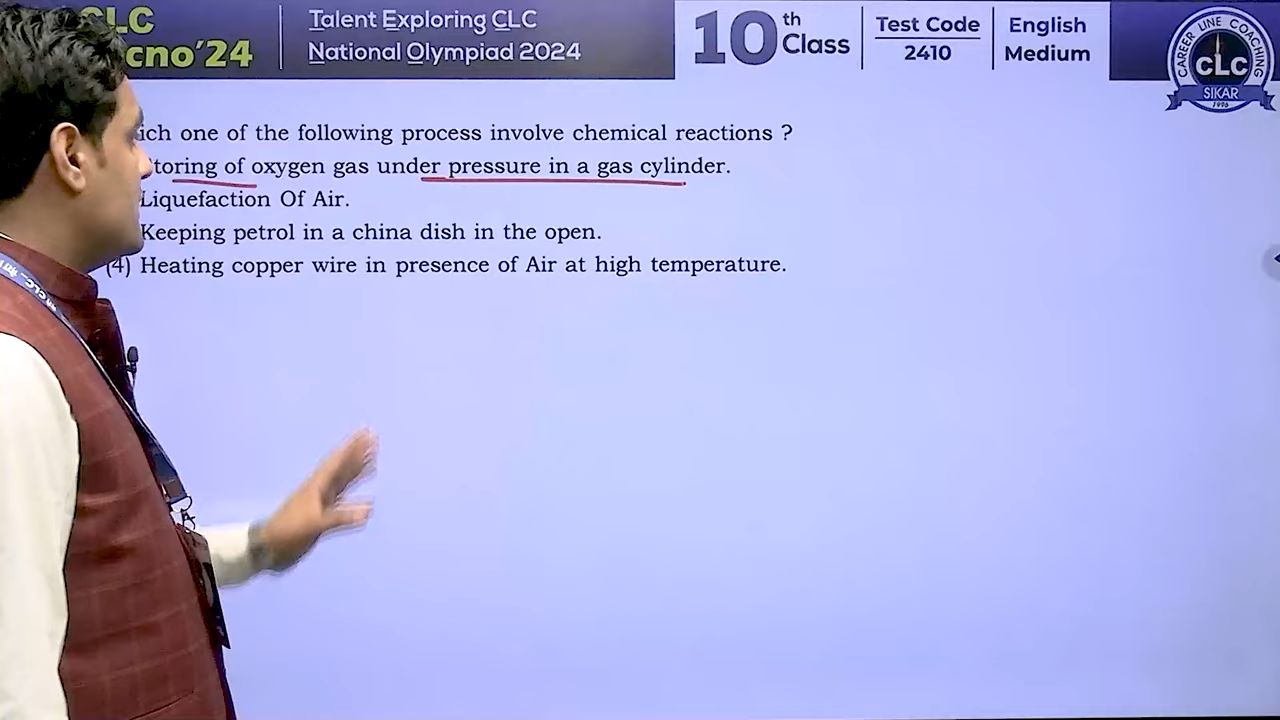 CLC
cno'24
Talent Exploring CLC
National Olympiad 2024
10th Class
Test Code
2410
English
Medium
CAREER LINE COACHING
CLC
SIKAR
1996
ich one of the following process involve chemical reactions ?
toring of oxygen gas under pressure in a gas cylinder.
Liquefaction Of Air.
Keeping petrol in a china dish in the open.
(4) Heating copper wire in presence of Air at high temperature.